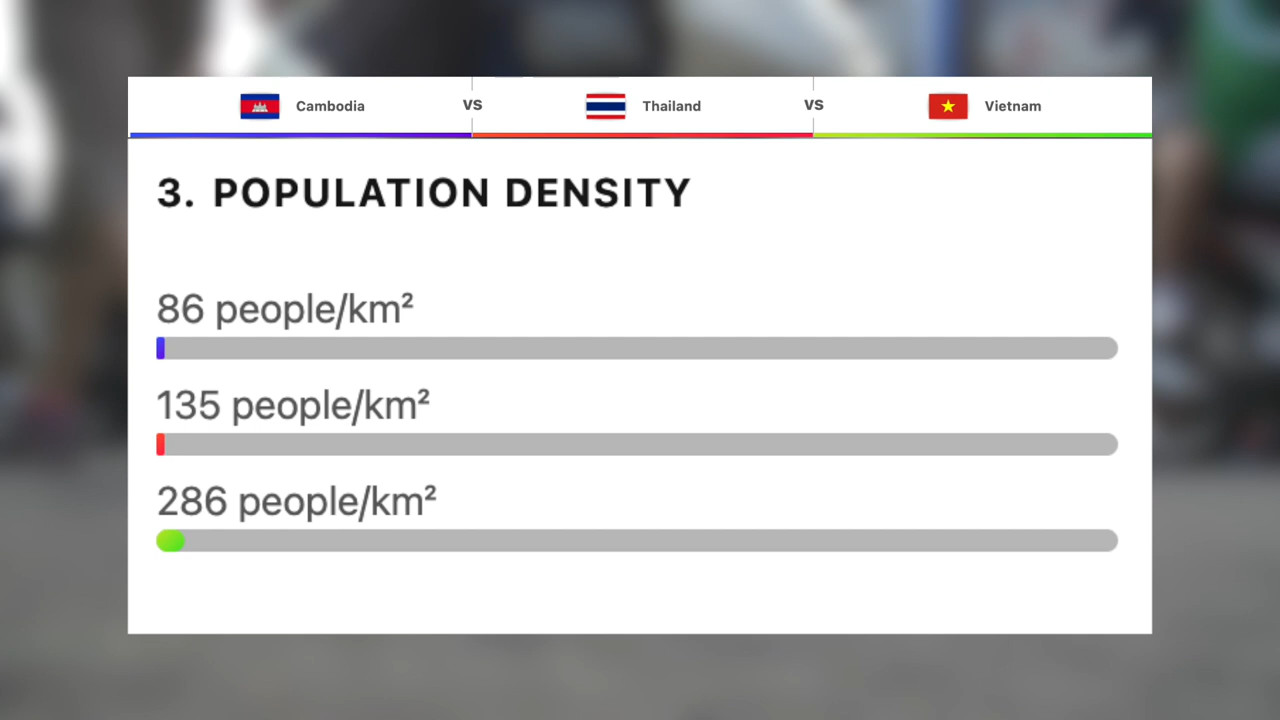 Cambodia VS Thailand VS Vietnam
3. POPULATION DENSITY
86 people/km²
135 people/km²
286 people/km²